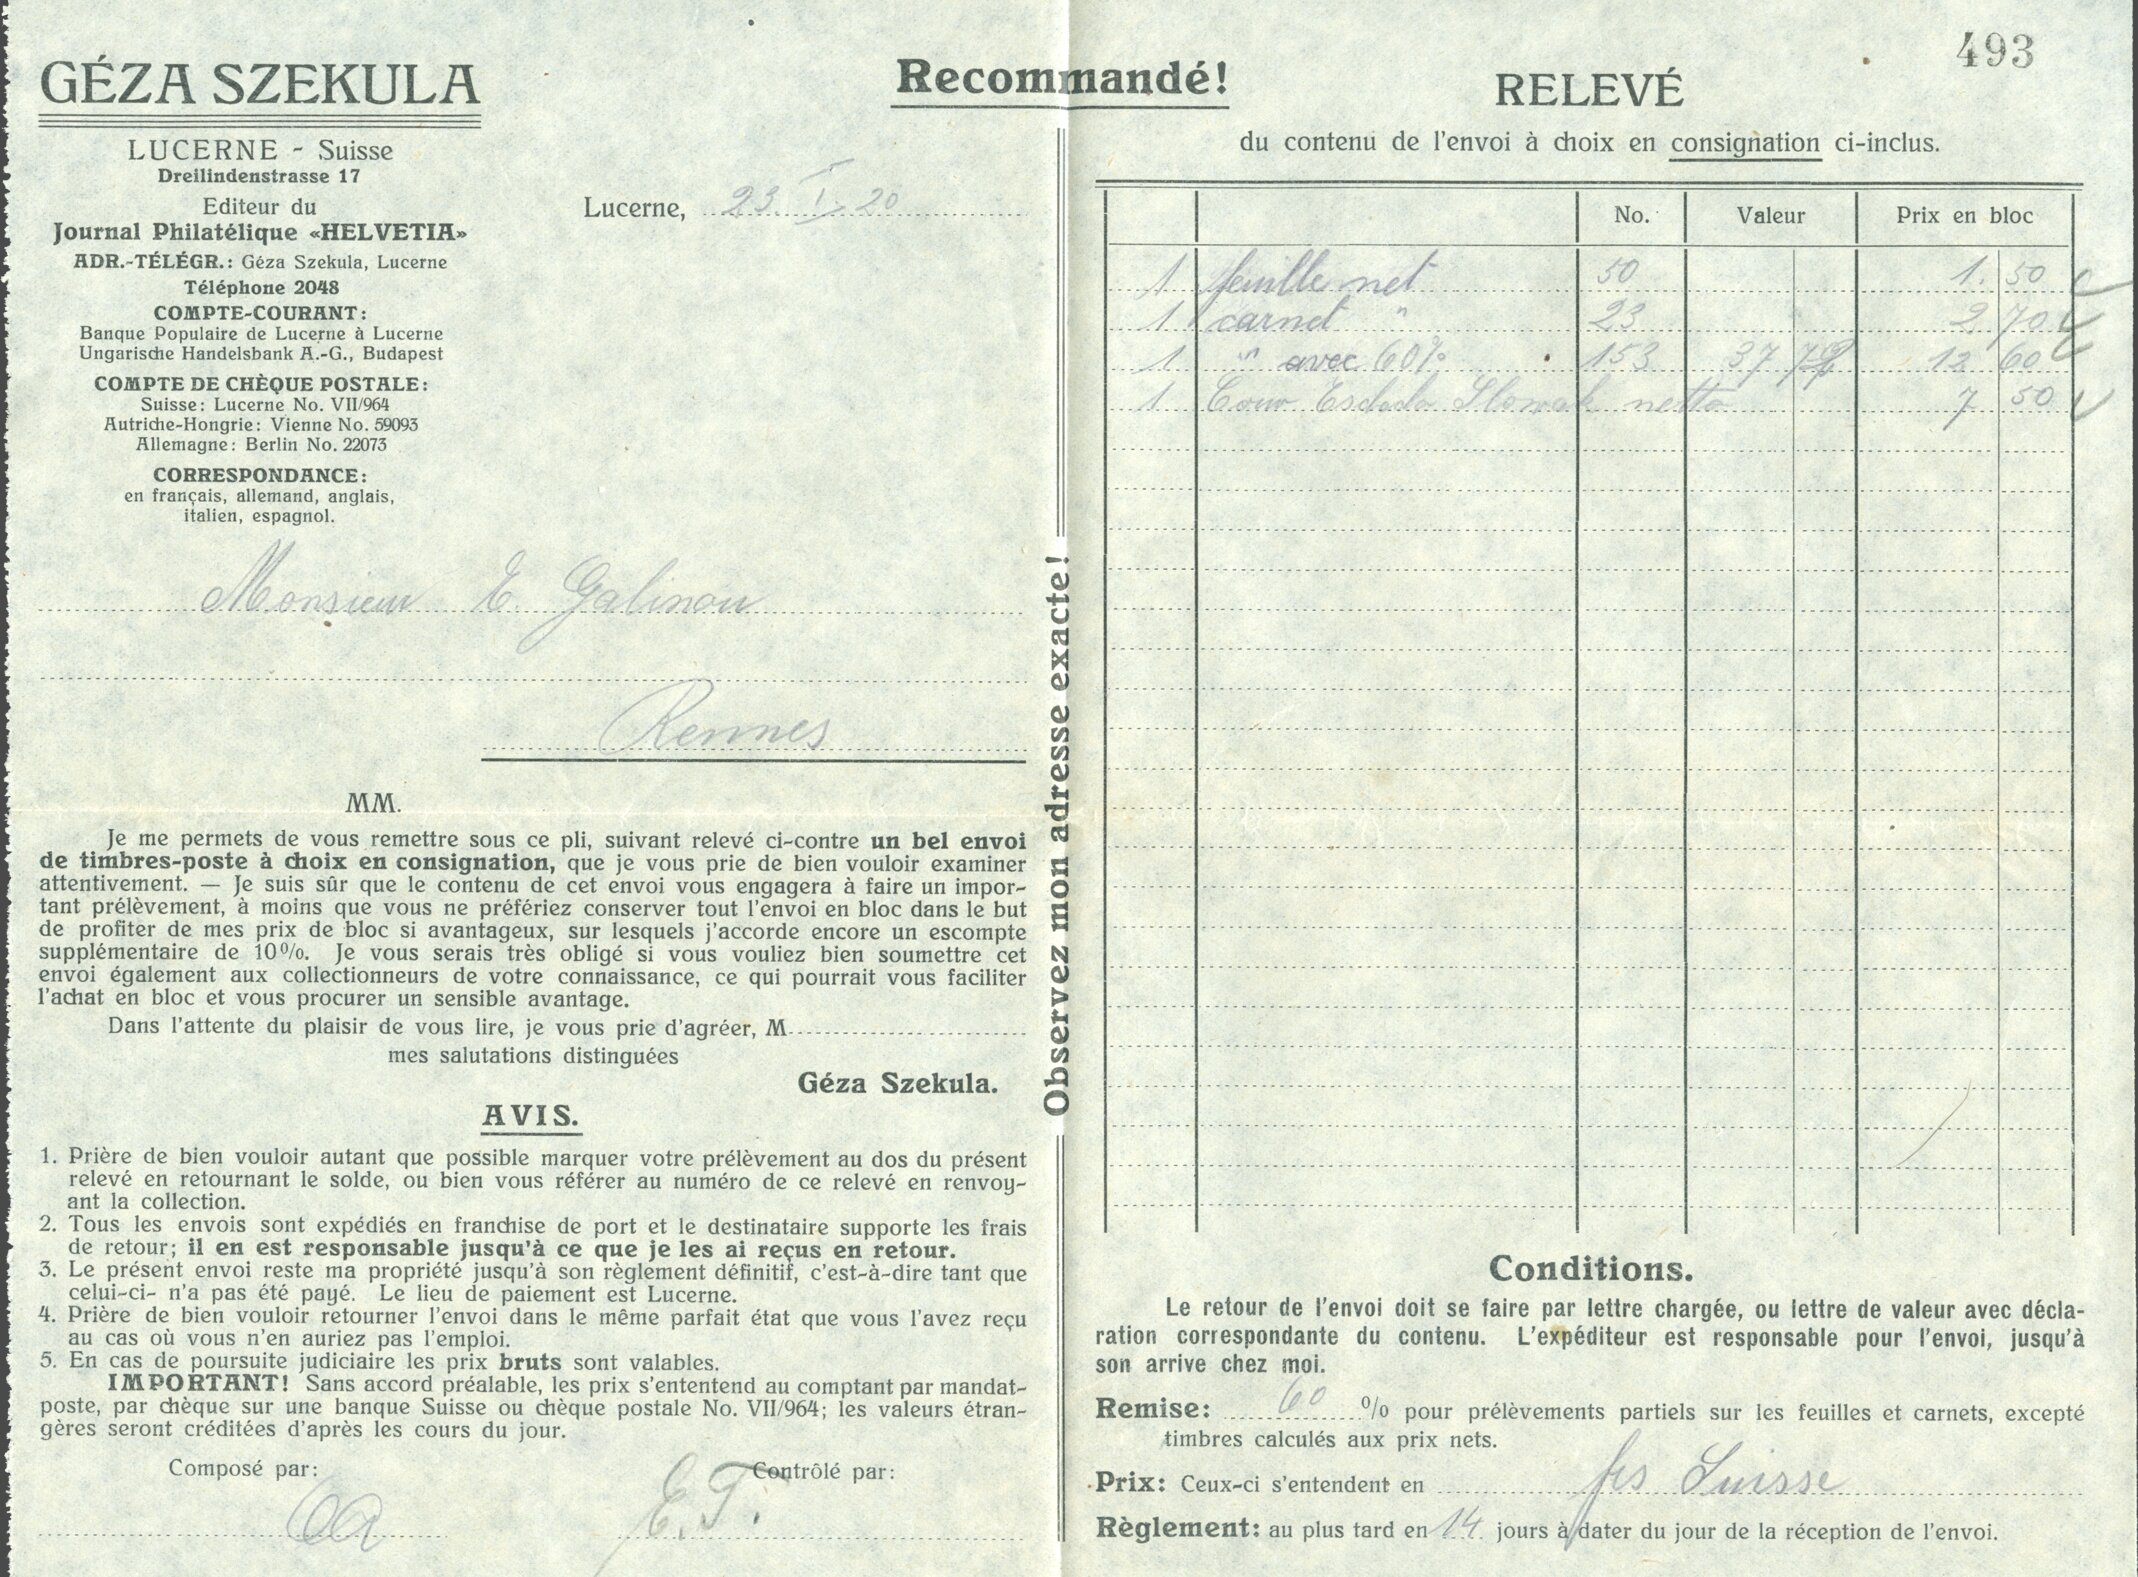 GÉZA SZEKULA
LUCERNE - Suisse
Dreilindenstrasse 17
Editeur du
Journal Philatélique «HELVETIA»
ADR.-TÉLÉGR.: Géza Szekula, Lucerne
Téléphone 2048
COMPTE-COURANT:
Banque Populaire de Lucerne à Lucerne
Ungarische Handelsbank A.-G., Budapest
COMPTE DE CHÈQUE POSTALE:
Suisse: Lucerne No. VII/964
Autriche-Hongrie: Vienne No. 59093
Allemagne: Berlin No. 22073
CORRESPONDANCE:
en français, allemand, anglais,
italien, espagnol.
Recommandé!
Lucerne, 23 I 20
Monsieur E. Galinou
Rennes
MM.
Je me permets de vous remettre sous ce pli, suivant relevé ci-contre un bel envoi
de timbres-poste à choix en consignation, que je vous prie de bien vouloir examiner
attentivement. — Je suis sûr que le contenu de cet envoi vous engagera à faire un impor-
tant prélèvement, à moins que vous ne préfériez conserver tout l'envoi en bloc dans le but
de profiter de mes prix de bloc si avantageux, sur lesquels j'accorde encore un escompte
supplémentaire de 10%. Je vous serais très obligé si vous vouliez bien soumettre cet
envoi également aux collectionneurs de votre connaissance, ce qui pourrait vous faciliter
l'achat en bloc et vous procurer un sensible avantage.
Dans l'attente du plaisir de vous lire, je vous prie d'agréer, M
mes salutations distinguées
Géza Szekula.
AVIS.
1. Prière de bien vouloir autant que possible marquer votre prélèvement au dos du présent
relevé en retournant le solde, ou bien vous référer au numéro de ce relevé en renvoy-
ant la collection.
2. Tous les envois sont expédiés en franchise de port et le destinataire supporte les frais
de retour; il en est responsable jusqu'à ce que je les ai reçus en retour.
3. Le présent envoi reste ma propriété jusqu'à son règlement définitif, c'est-à-dire tant que
celui-ci- n'a pas été payé. Le lieu de paiement est Lucerne.
4. Prière de bien vouloir retourner l'envoi dans le même parfait état que vous l'avez reçu
au cas où vous n'en auriez pas l'emploi.
5. En cas de poursuite judiciaire les prix bruts sont valables.
IMPORTANT! Sans accord préalable, les prix s'ententend au comptant par mandat-
poste, par chèque sur une banque Suisse ou chèque postale No. VII/964; les valeurs étran-
gères seront créditées d'après les cours du jour.
Composé par:
Contrôlé par:
E.T.
Observez mon adresse exacte!
493
RELEVÉ
du contenu de l'envoi à choix en consignation ci-inclus.
No. Valeur Prix en bloc
1 feuille net 50 1. 50
1 carnet " 23 2 70
1 " avec 60% 153 37 12 60
1 Slowak netto 7 50
Conditions.
Le retour de l'envoi doit se faire par lettre chargée, ou lettre de valeur avec décla-
ration correspondante du contenu. L'expéditeur est responsable pour l'envoi, jusqu'à
son arrive chez moi.
Remise: 60 % pour prélèvements partiels sur les feuilles et carnets, excepté
timbres calculés aux prix nets.
Prix: Ceux-ci s'entendent en frs Suisse
Règlement: au plus tard en 14 jours à dater du jour de la réception de l'envoi.